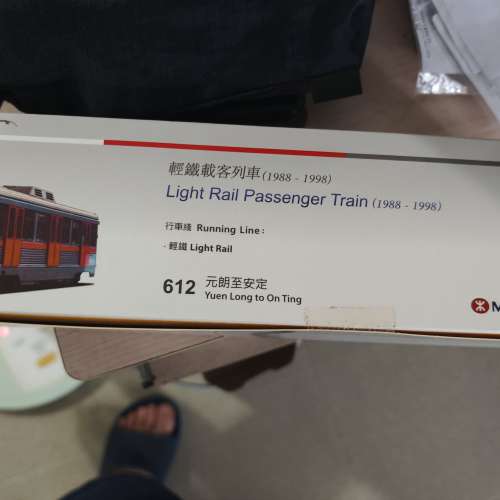 輕鐵載客列車 (1988 - 1998)
Light Rail Passenger Train (1988 - 1998)
行車綫 Running Line :
- 輕鐵 Light Rail
612 元朗至安定
Yuen Long to On Ting
M